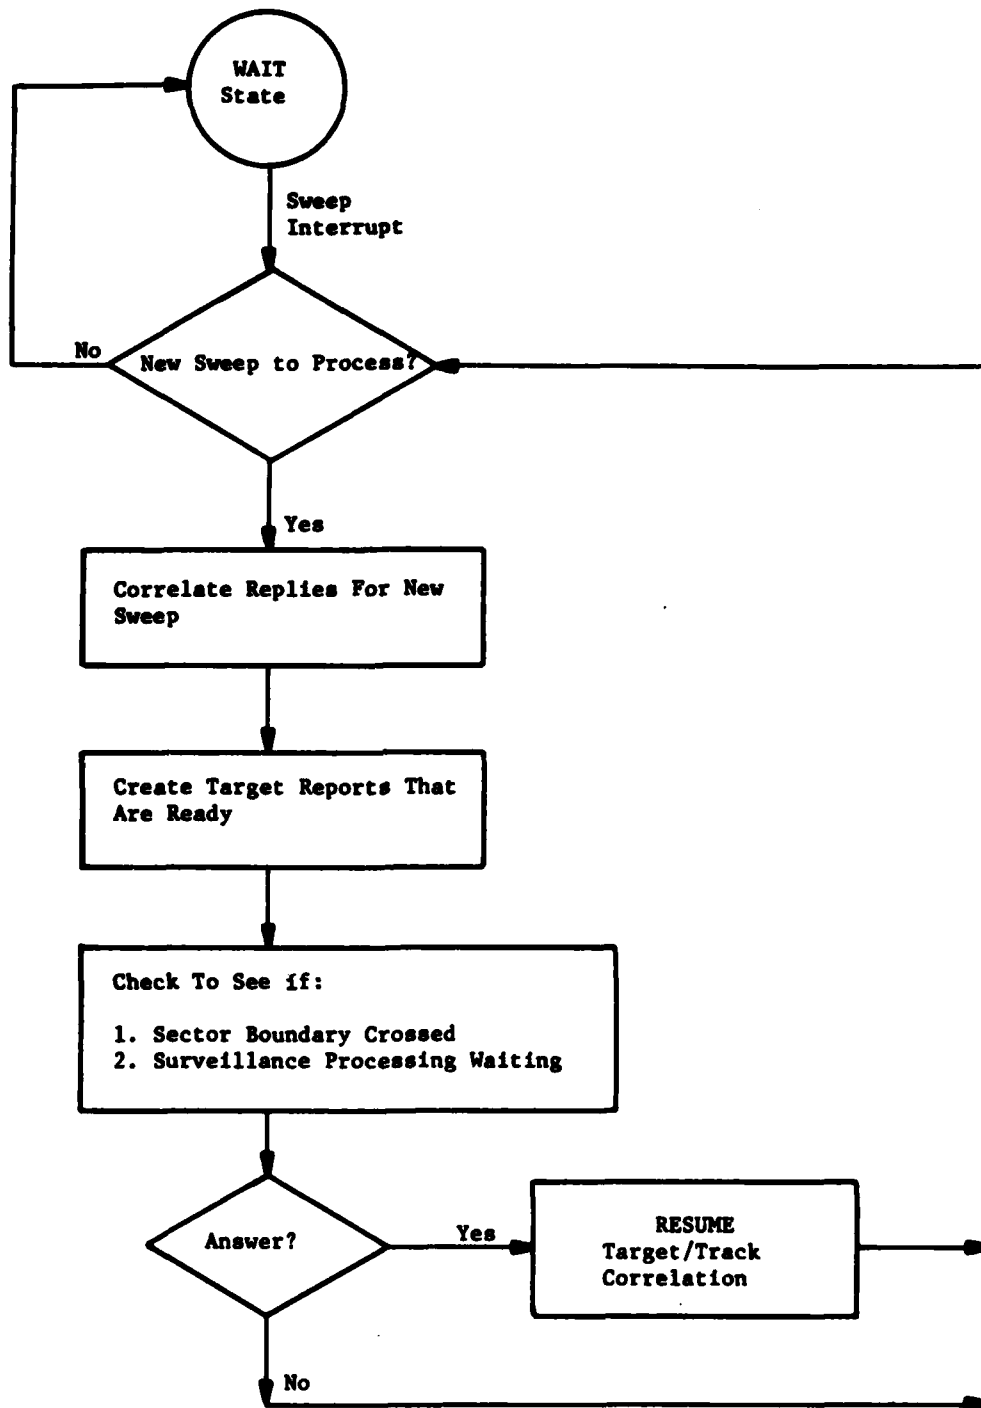 WAIT
State
Sweep
Interrupt
No
New Sweep to Process?
Yes
Correlate Replies For New
Sweep
Create Target Reports That
Are Ready
Check To See if:
1. Sector Boundary Crossed
2. Surveillance Processing Waiting
Answer?
Yes
RESUME
Target/Track
Correlation
No